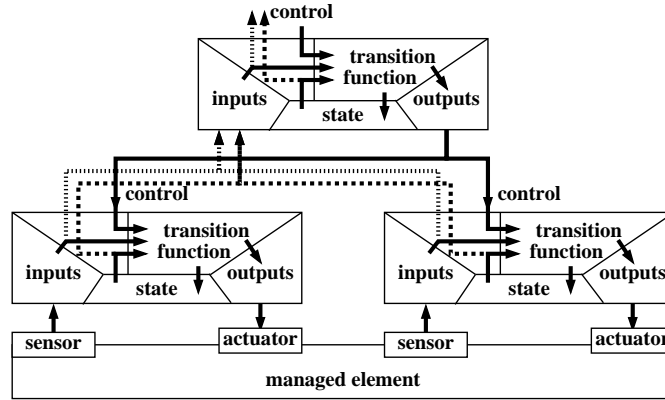 control
transition
function
inputs
outputs
state
control
control
transition
function
inputs
outputs
state
transition
function
inputs
outputs
state
sensor
actuator
sensor
actuator
managed element